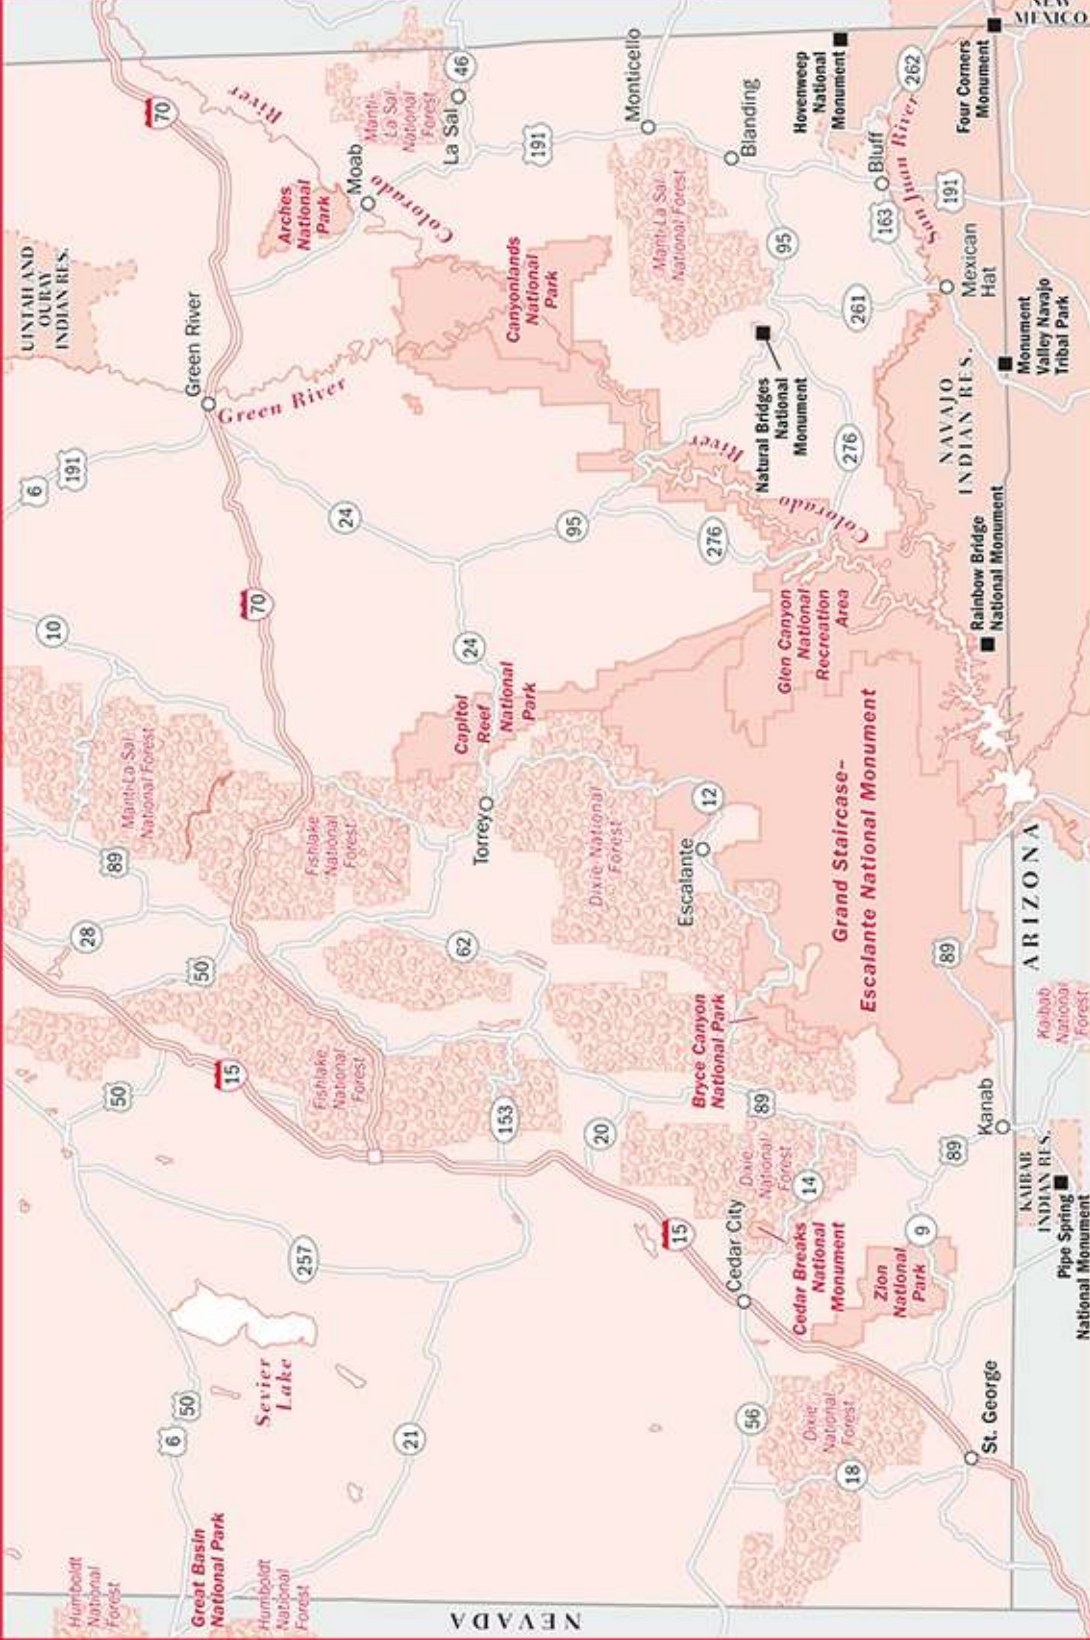 Humboldt
National
Forest
Great Basin
National Park
Humboldt
National
Forest
NEVADA
6
50
Sevier
Lake
21
257
50
15
50
28
89
Manti-La Sal
National Forest
10
6
191
UINTAH AND
OURAY
INDIAN RES.
Green River
Green River
70
70
River
Arches
National
Park
Moab
Colorado
Manti-
La Sal
National
Forest
La Sal
46
191
Canyonlands
National
Park
24
24
95
Fishlake
National
Forest
Fishlake
National
Forest
Capitol
Reef
National
Park
Torrey
62
153
20
15
Dixie National
Forest
Escalante
12
Bryce Canyon
National Park
89
Dixie
National
Forest
14
Cedar City
Cedar Breaks
National
Monument
56
Dixie
National
Forest
18
St. George
Zion
National
Park
9
89
Kanab
89
Grand Staircase-
Escalante National Monument
Glen Canyon
National
Recreation
Area
276
276
River
Colorado
Natural Bridges
National
Monument
Manti-La Sal
National Forest
Monticello
Blanding
95
261
Hovenweep
National
Monument
Bluff
163
262
San Juan River
191
Four Corners
Monument
NEW
MEXICO
Mexican
Hat
Monument
Valley Navajo
Tribal Park
NAVAJO
INDIAN RES.
Rainbow Bridge
National Monument
ARIZONA
Kaibab
National
Forest
KAIBAB
INDIAN RES.
Pipe Spring
National Monument